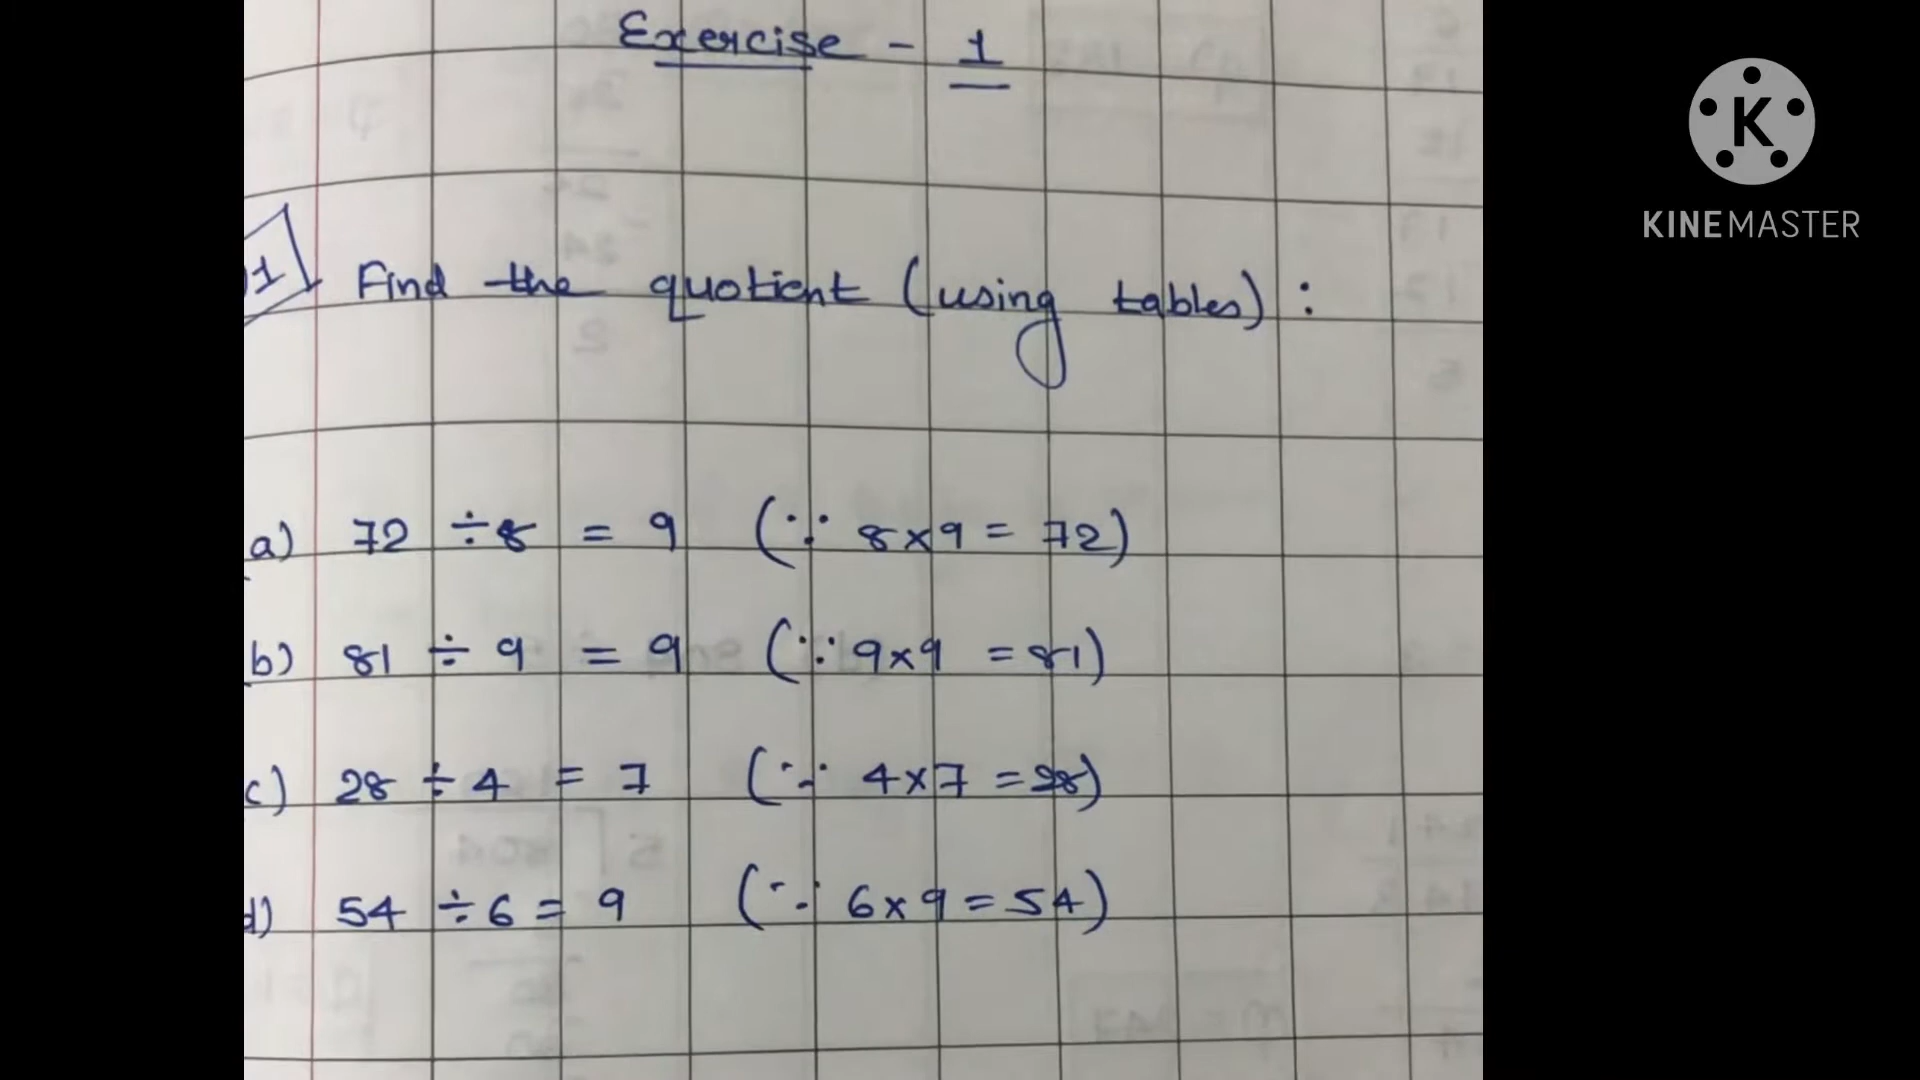 Exercise - 1
1) Find the quotient (using tables) :
a) 72 ÷ 8 = 9 (∵ 8×9 = 72)
b) 81 ÷ 9 = 9 (∵ 9×9 = 81)
c) 28 ÷ 4 = 7 (∵ 4×7 = 28)
d) 54 ÷ 6 = 9 (∵ 6×9 = 54)
K
KINEMASTER